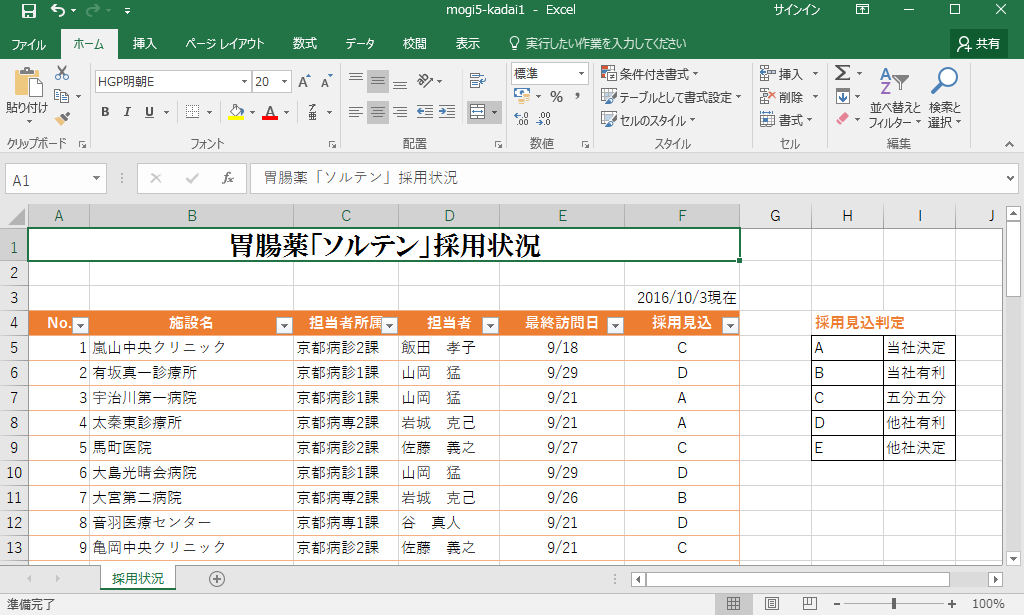 mogi5-kadai1 - Excel サインイン
ファイル ホーム 挿入 ページ レイアウト 数式 データ 校閲 表示 実行したい作業を入力してください 共有
貼り付け
クリップボード
HGP明朝E 20 A A
B I U A
フォント
配置
標準
% ,
数値
条件付き書式
テーブルとして書式設定
セルのスタイル
スタイル
挿入
削除
書式
セル
Σ
並べ替えと フィルター
検索と 選択
編集
A1 fx 胃腸薬「ソルテン」採用状況
A B C D E F G H I J
1 胃腸薬「ソルテン」採用状況
2
3 2016/10/3現在
4 No. 施設名 担当者所属 担当者 最終訪問日 採用見込 採用見込判定
5 1 嵐山中央クリニック 京都病診2課 飯田　孝子 9/18 C A 当社決定
6 2 有坂真一診療所 京都病診1課 山岡　猛 9/29 D B 当社有利
7 3 宇治川第一病院 京都病診1課 山岡　猛 9/21 A C 五分五分
8 4 太秦東診療所 京都病専2課 岩城　克己 9/21 A D 他社有利
9 5 馬町医院 京都病診2課 佐藤　義之 9/27 C E 他社決定
10 6 大島光晴会病院 京都病診1課 山岡　猛 9/29 D
11 7 大宮第二病院 京都病専2課 岩城　克己 9/26 B
12 8 音羽医療センター 京都病専1課 谷　真人 9/21 D
13 9 亀岡中央クリニック 京都病診2課 佐藤　義之 9/21 C
採用状況
準備完了 100%